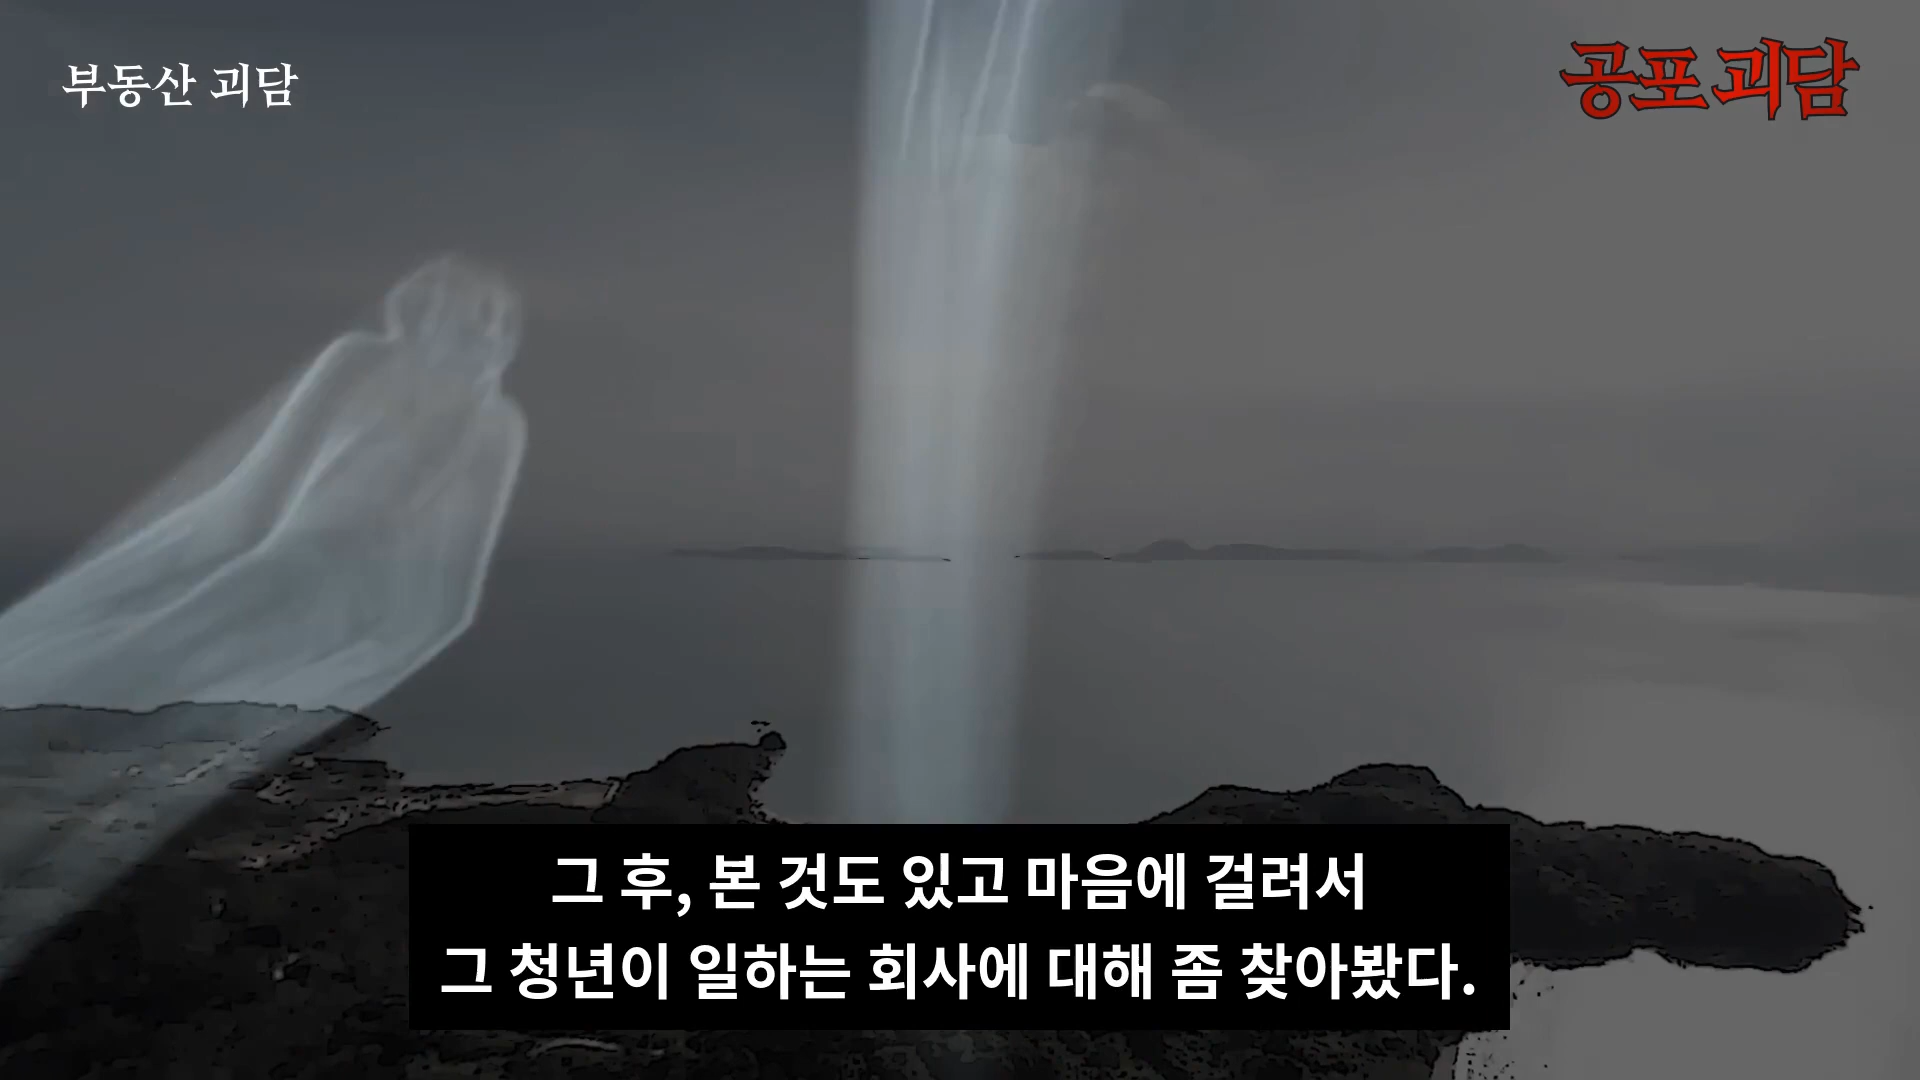 부동산 괴담
공포괴담
그 후, 본 것도 있고 마음에 걸려서
그 청년이 일하는 회사에 대해 좀 찾아봤다.